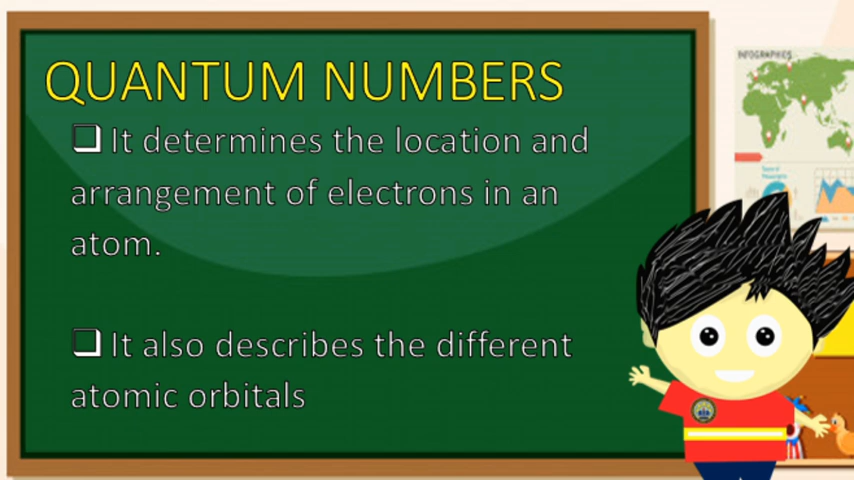 QUANTUM NUMBERS
❑ It determines the location and
arrangement of electrons in an
atom.
❑ It also describes the different
atomic orbitals
INFOGRAPHICS